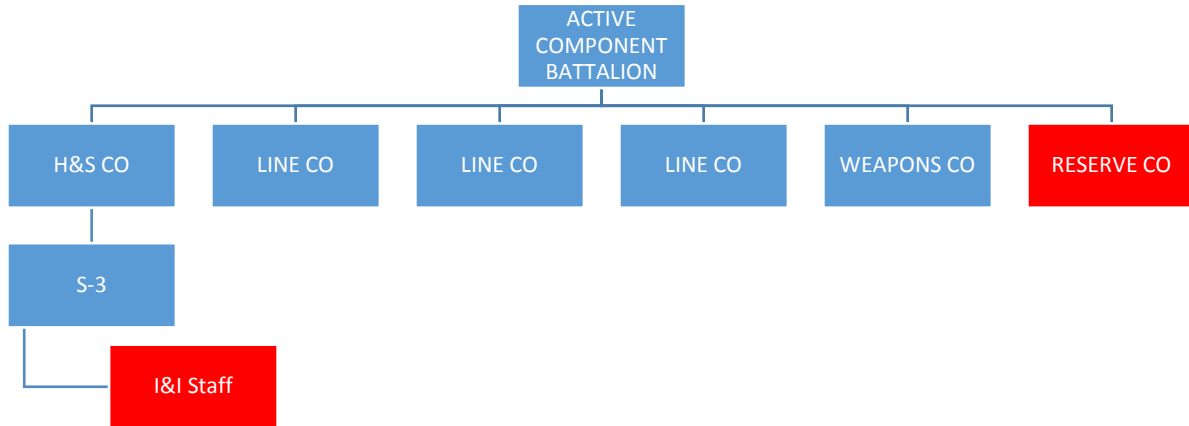 ACTIVE
COMPONENT
BATTALION
H&S CO
LINE CO
LINE CO
LINE CO
WEAPONS CO
RESERVE CO
S-3
I&I Staff